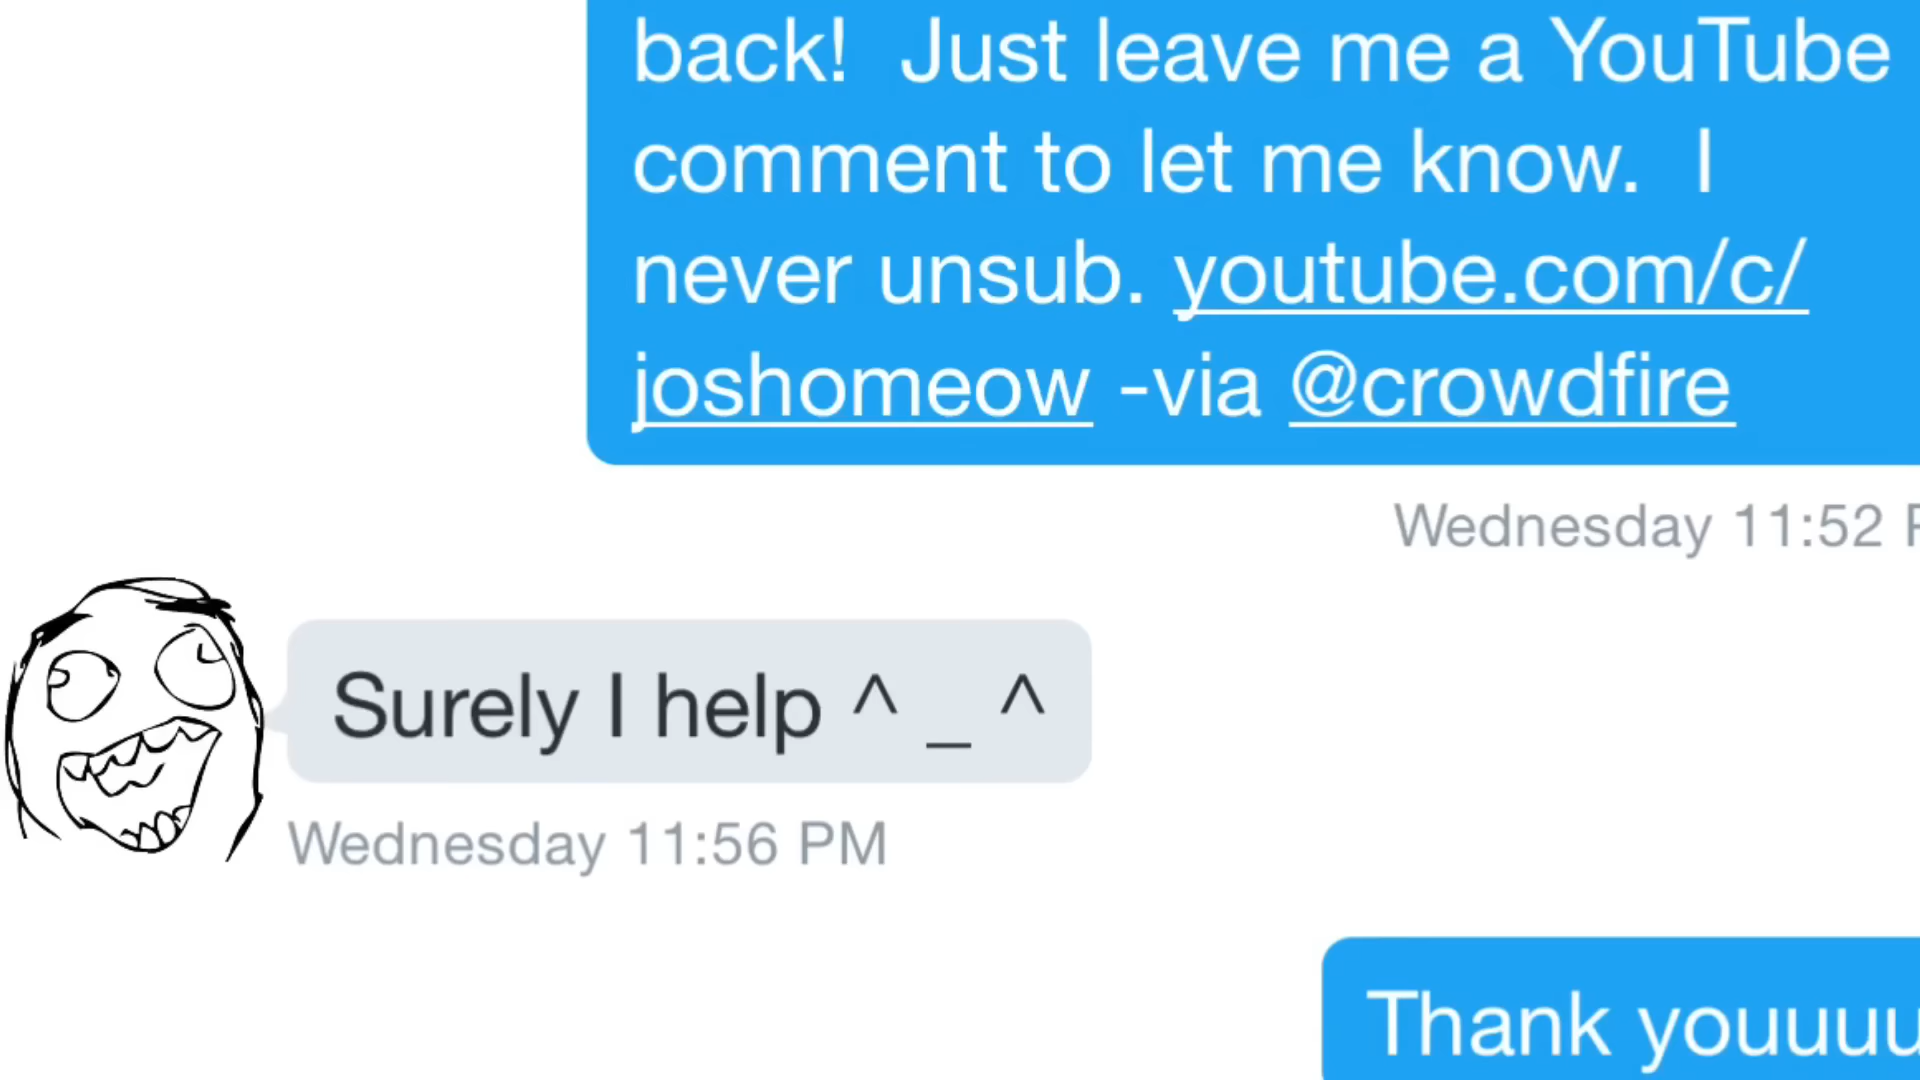 back!  Just leave me a YouTube
comment to let me know.  I
never unsub. youtube.com/c/
joshomeow -via @crowdfire
Wednesday 11:52
Surely I help ^ _ ^
Wednesday 11:56 PM
Thank youuuu